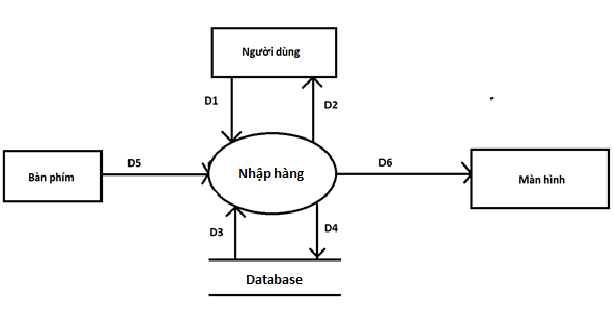 Người dùng
D1
D2
Bàn phím
D5
Nhập hàng
D6
Màn hình
D3
D4
Database